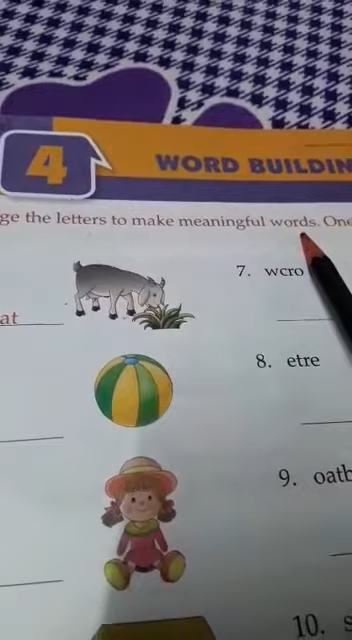 4
WORD BUILDIN
ge the letters to make meaningful words. One
at
7. wcro
8. etre
9. oatb
10. s